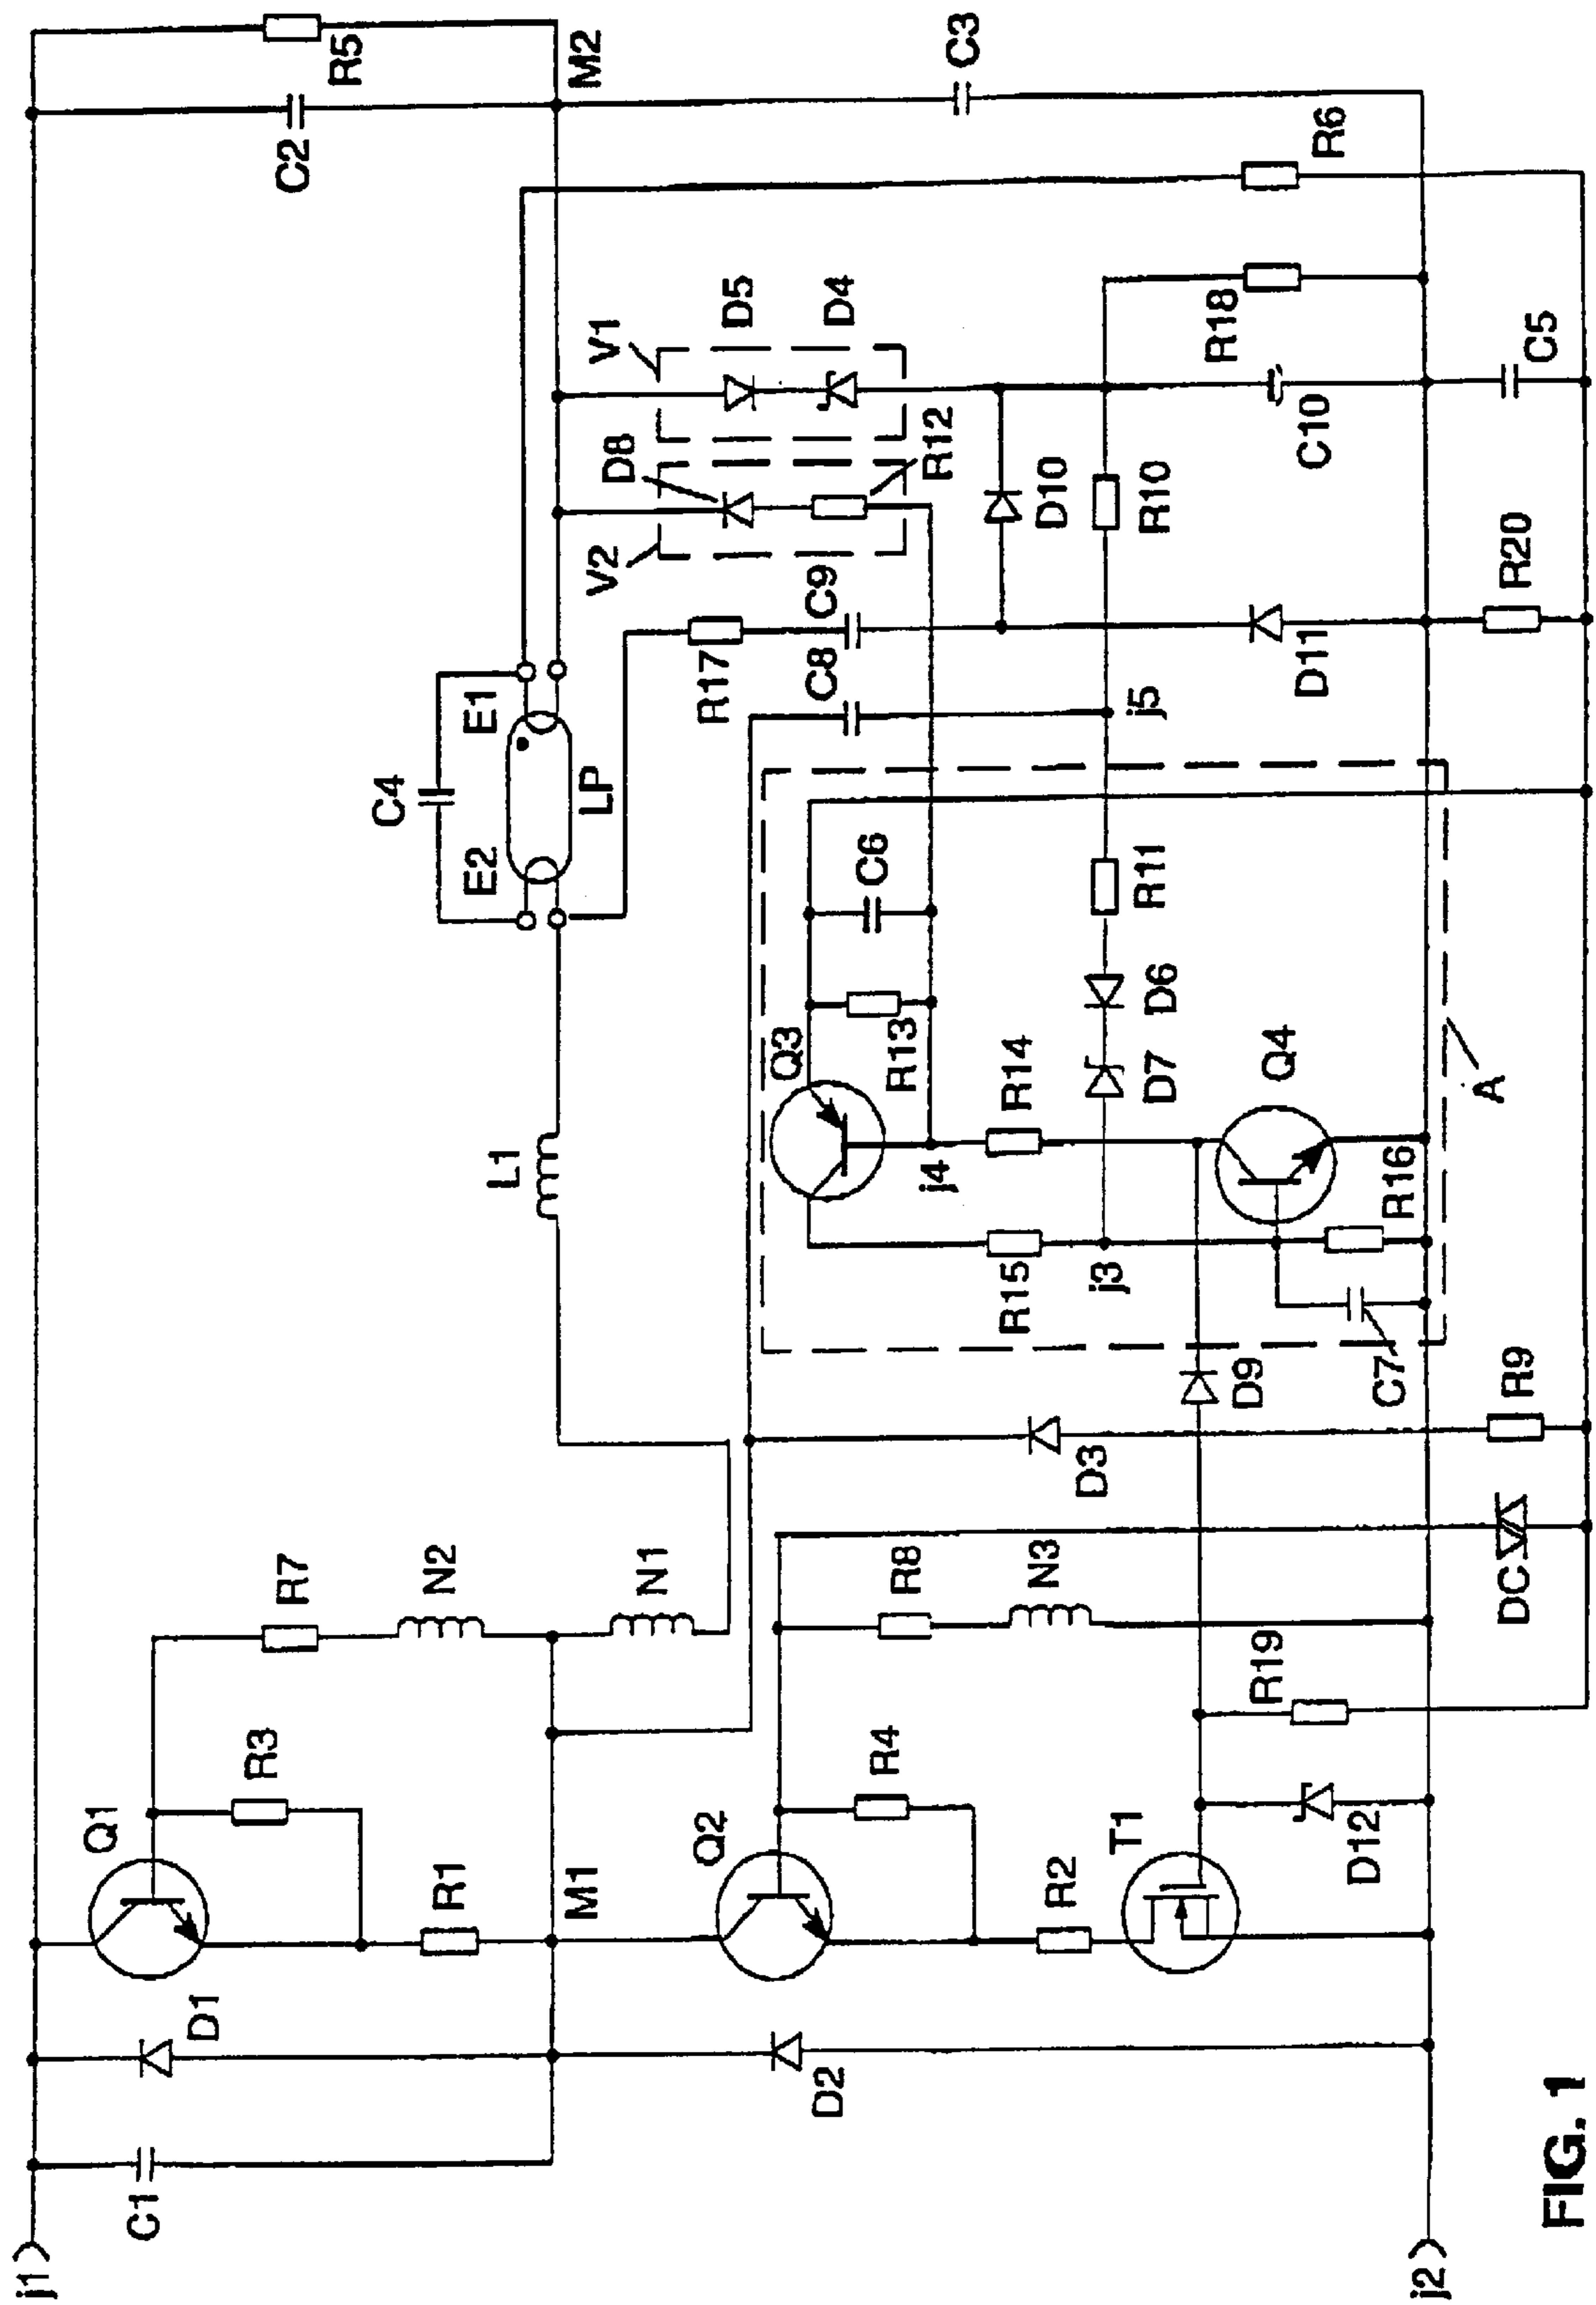 j1
C1
D1
Q1
R3
R1
R7
N2
M1
N1
D2
Q2
R4
R2
R8
N3
T1
D12
R19
DC
D3
R9
D9
L1
E2
C4
E1
LP
Q3
R13
C6
j4
R14
R15
j3
D7
D6
R11
Q4
R16
C7
A
R17
C8
C9
j5
V2
D8
V1
D5
D4
R12
D10
R10
D11
R20
C10
R18
C5
R6
C2
R5
M2
C3
j2
FIG. 1